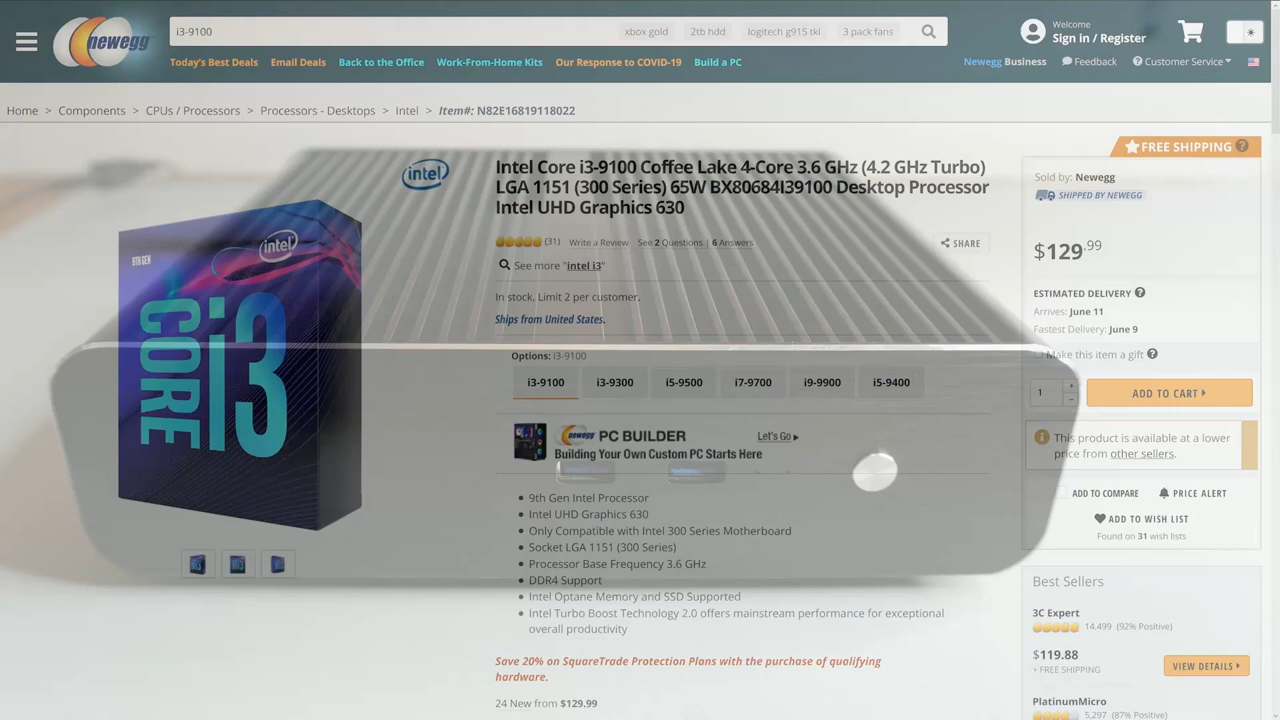 newegg
i3-9100
xbox gold
2tb hdd
logitech g915 tkl
3 pack fans
Welcome
Sign in / Register
Today's Best Deals
Email Deals
Back to the Office
Work-From-Home Kits
Our Response to COVID-19
Build a PC
Newegg Business
Feedback
Customer Service
Home > Components > CPUs / Processors > Processors - Desktops > Intel > Item#: N82E16819118022
intel
intel
9TH GEN
CORE
i3
Intel Core i3-9100 Coffee Lake 4-Core 3.6 GHz (4.2 GHz Turbo)
LGA 1151 (300 Series) 65W BX80684I39100 Desktop Processor
Intel UHD Graphics 630
(31) Write a Review See 2 Questions | 6 Answers
SHARE
See more "intel i3"
In stock. Limit 2 per customer.
Ships from United States.
Options: i3-9100
i3-9100
i3-9300
i5-9500
i7-9700
i9-9900
i5-9400
newegg PC BUILDER
Building Your Own Custom PC Starts Here
Let's Go
9th Gen Intel Processor
Intel UHD Graphics 630
Only Compatible with Intel 300 Series Motherboard
Socket LGA 1151 (300 Series)
Processor Base Frequency 3.6 GHz
DDR4 Support
Intel Optane Memory and SSD Supported
Intel Turbo Boost Technology 2.0 offers mainstream performance for exceptional
overall productivity
Save 20% on SquareTrade Protection Plans with the purchase of qualifying
hardware.
24 New from $129.99
FREE SHIPPING
Sold by: Newegg
SHIPPED BY NEWEGG
$129.99
ESTIMATED DELIVERY
Arrives: June 11
Fastest Delivery: June 9
Make this item a gift
1
ADD TO CART
This product is available at a lower
price from other sellers.
ADD TO COMPARE
PRICE ALERT
ADD TO WISH LIST
Found on 31 wish lists
Best Sellers
3C Expert
14,499 (92% Positive)
$119.88
+ FREE SHIPPING
VIEW DETAILS
PlatinumMicro
5,297 (87% Positive)